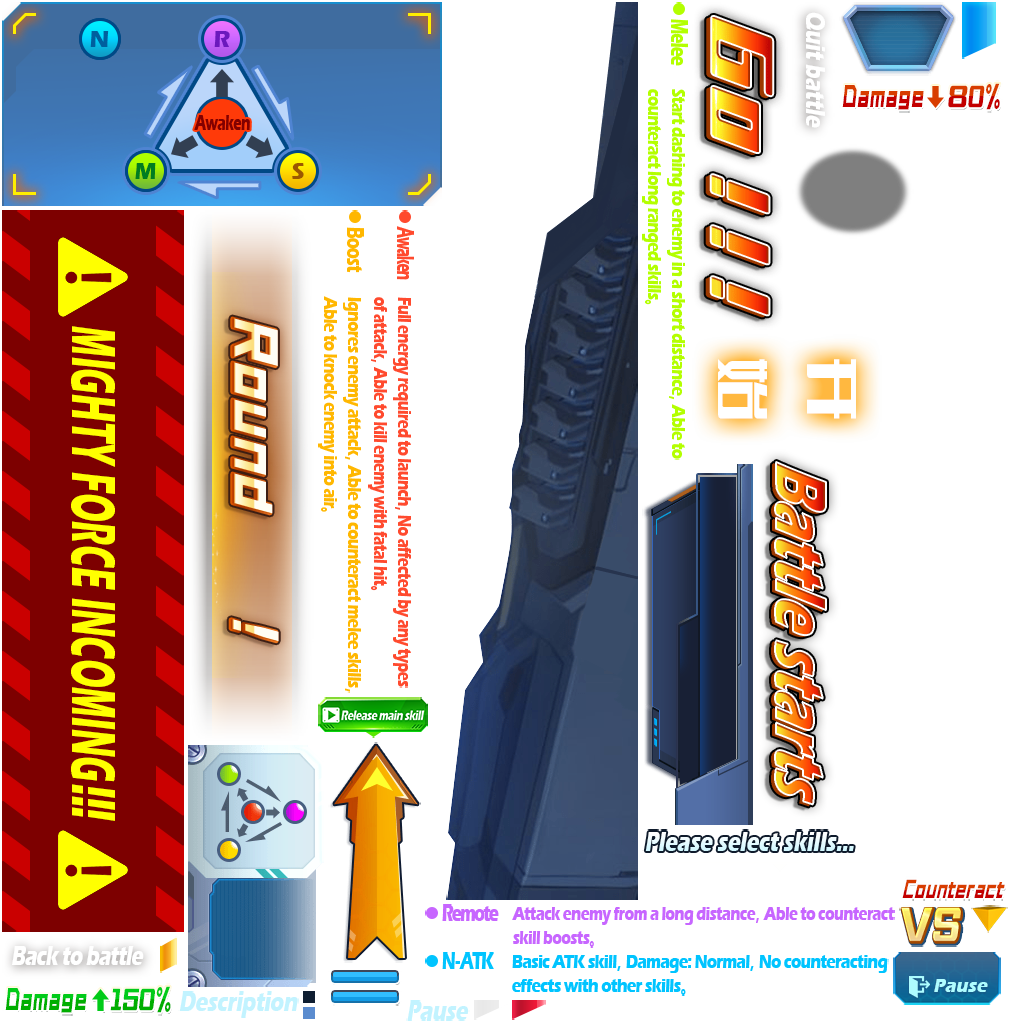 N
R
Awaken
M
S
MIGHTY FORCE INCOMING!!!
Round !
● Awaken Full energy required to launch, No affected by any types
of attack, Able to kill enemy with fatal hit。
● Boost Ignores enemy attack, Able to counteract melee skills,
Able to knock enemy into air。
● Melee Start dashing to enemy in a short distance, Able to
counteract long ranged skills。
GO!!!!
Quit battle
Damage↓80%
开
始
Battle starts
Release main skill
Please select skills...
● Remote Attack enemy from a long distance, Able to counteract
skill boosts。
● N-ATK Basic ATK skill, Damage: Normal, No counteracting
effects with other skills。
Counteract
VS
Pause
Back to battle
Damage↑150%
Description
Pause